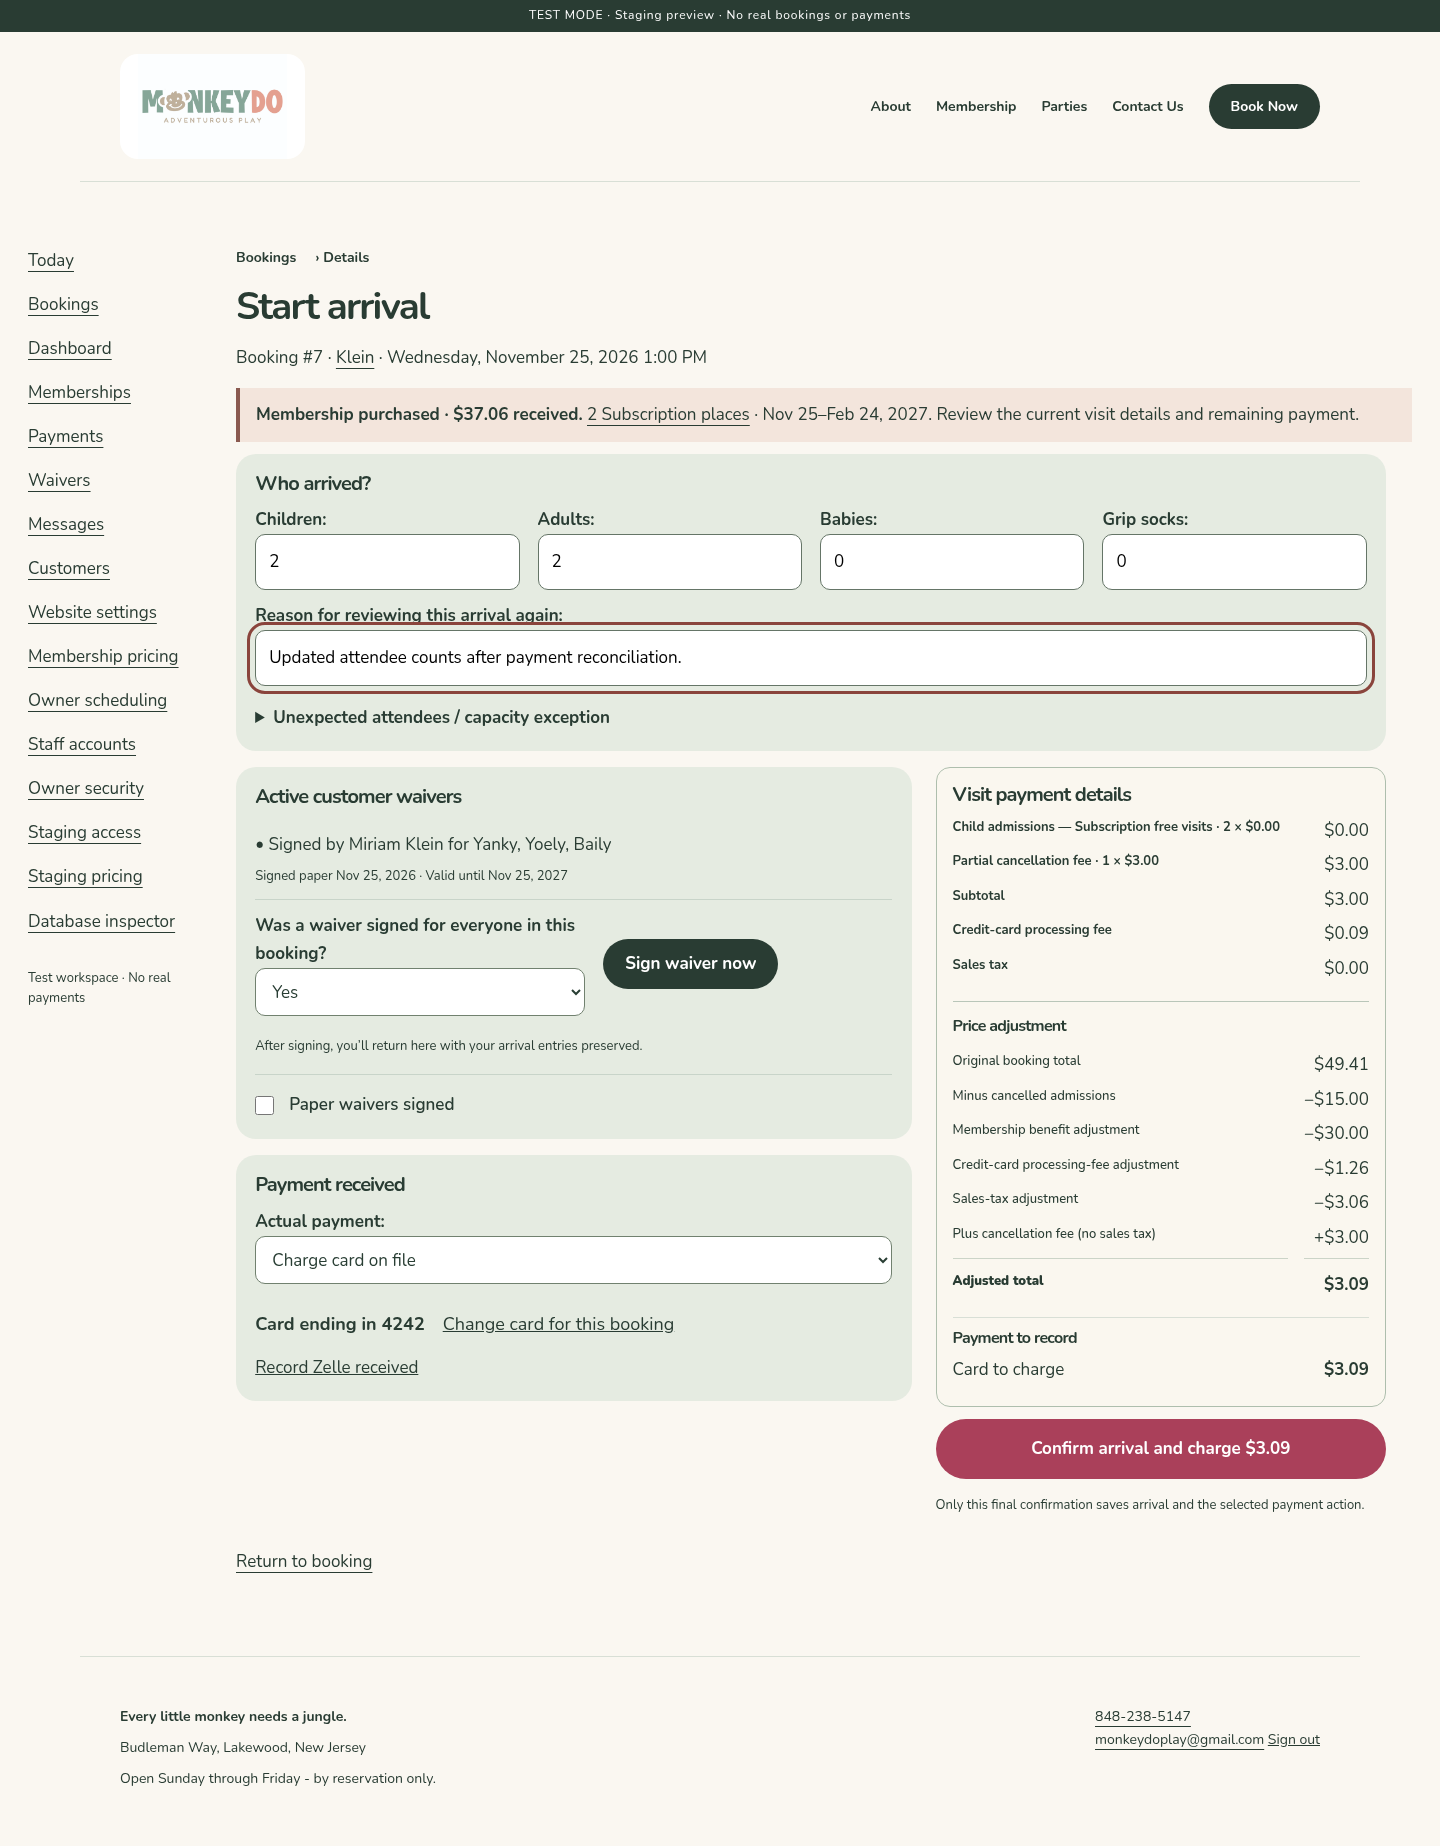 TEST MODE · Staging preview · No real bookings or payments
MONKEYDO
ADVENTUROUS PLAY
About Membership Parties Contact Us Book Now
Today
Bookings
Dashboard
Memberships
Payments
Waivers
Messages
Customers
Website settings
Membership pricing
Owner scheduling
Staff accounts
Owner security
Staging access
Staging pricing
Database inspector
Test workspace · No real
payments
Bookings › Details
Start arrival
Booking #7 · Klein · Wednesday, November 25, 2026 1:00 PM
Membership purchased · $37.06 received. 2 Subscription places · Nov 25–Feb 24, 2027. Review the current visit details and remaining payment.
Who arrived?
Children: Adults: Babies: Grip socks:
2 2 0 0
Reason for reviewing this arrival again:
Updated attendee counts after payment reconciliation.
▶ Unexpected attendees / capacity exception
Active customer waivers
• Signed by Miriam Klein for Yanky, Yoely, Baily
Signed paper Nov 25, 2026 · Valid until Nov 25, 2027
Was a waiver signed for everyone in this
booking?
Yes
Sign waiver now
After signing, you’ll return here with your arrival entries preserved.
Paper waivers signed
Payment received
Actual payment:
Charge card on file
Card ending in 4242 Change card for this booking
Record Zelle received
Visit payment details
Child admissions — Subscription free visits · 2 × $0.00 $0.00
Partial cancellation fee · 1 × $3.00 $3.00
Subtotal $3.00
Credit-card processing fee $0.09
Sales tax $0.00
Price adjustment
Original booking total $49.41
Minus cancelled admissions −$15.00
Membership benefit adjustment −$30.00
Credit-card processing-fee adjustment −$1.26
Sales-tax adjustment −$3.06
Plus cancellation fee (no sales tax) +$3.00
Adjusted total $3.09
Payment to record
Card to charge $3.09
Confirm arrival and charge $3.09
Only this final confirmation saves arrival and the selected payment action.
Return to booking
Every little monkey needs a jungle.
Budleman Way, Lakewood, New Jersey
Open Sunday through Friday - by reservation only.
848-238-5147
monkeydoplay@gmail.com Sign out